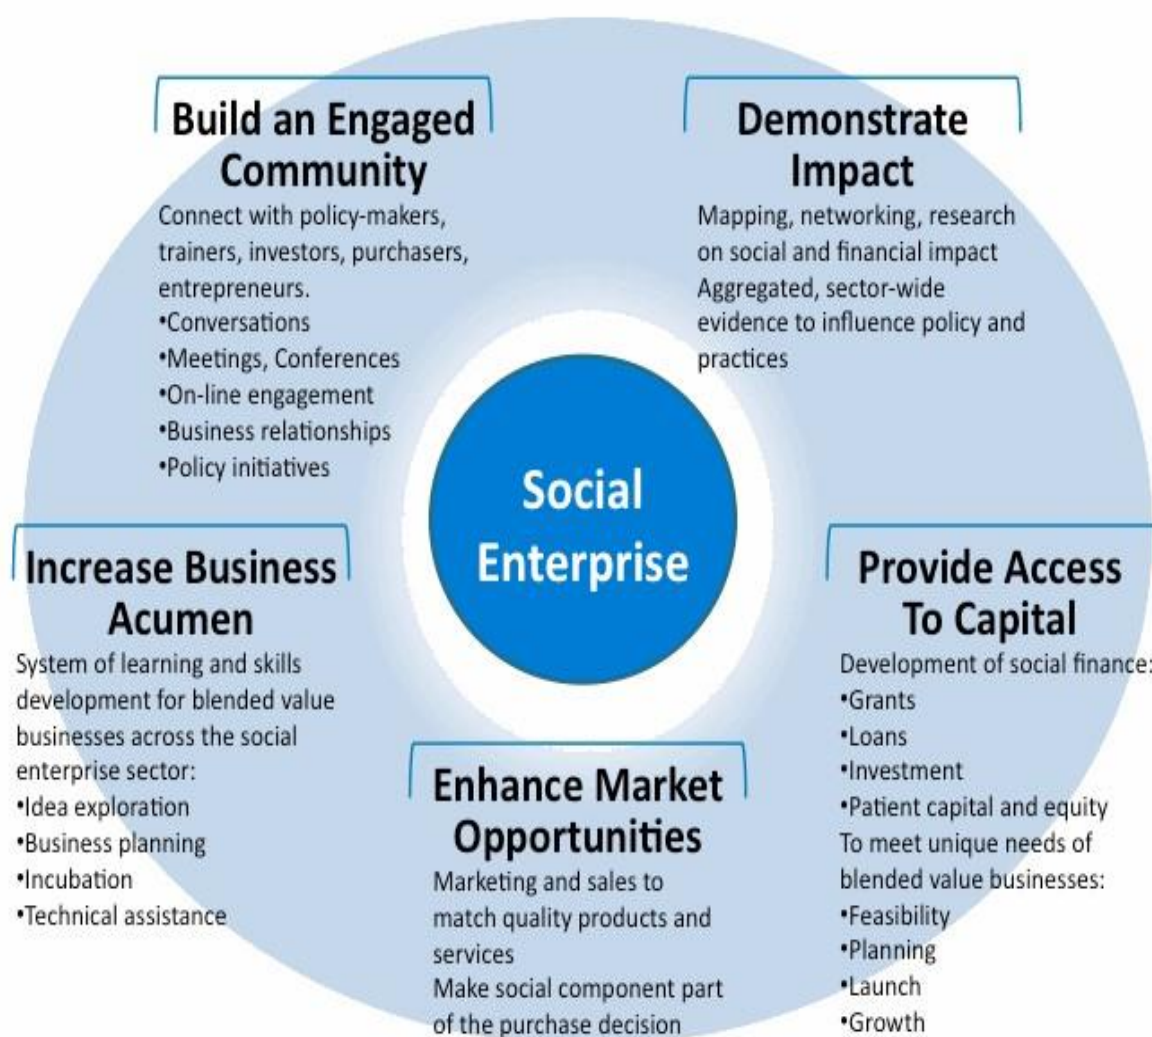 Build an Engaged
Community
Connect with policy-makers,
trainers, investors, purchasers,
entrepreneurs.
•Conversations
•Meetings, Conferences
•On-line engagement
•Business relationships
•Policy initiatives
Demonstrate
Impact
Mapping, networking, research
on social and financial impact
Aggregated, sector-wide
evidence to influence policy and
practices
Social
Enterprise
Increase Business
Acumen
System of learning and skills
development for blended value
businesses across the social
enterprise sector:
•Idea exploration
•Business planning
•Incubation
•Technical assistance
Enhance Market
Opportunities
Marketing and sales to
match quality products and
services
Make social component part
of the purchase decision
Provide Access
To Capital
Development of social finance:
•Grants
•Loans
•Investment
•Patient capital and equity
To meet unique needs of
blended value businesses:
•Feasibility
•Planning
•Launch
•Growth